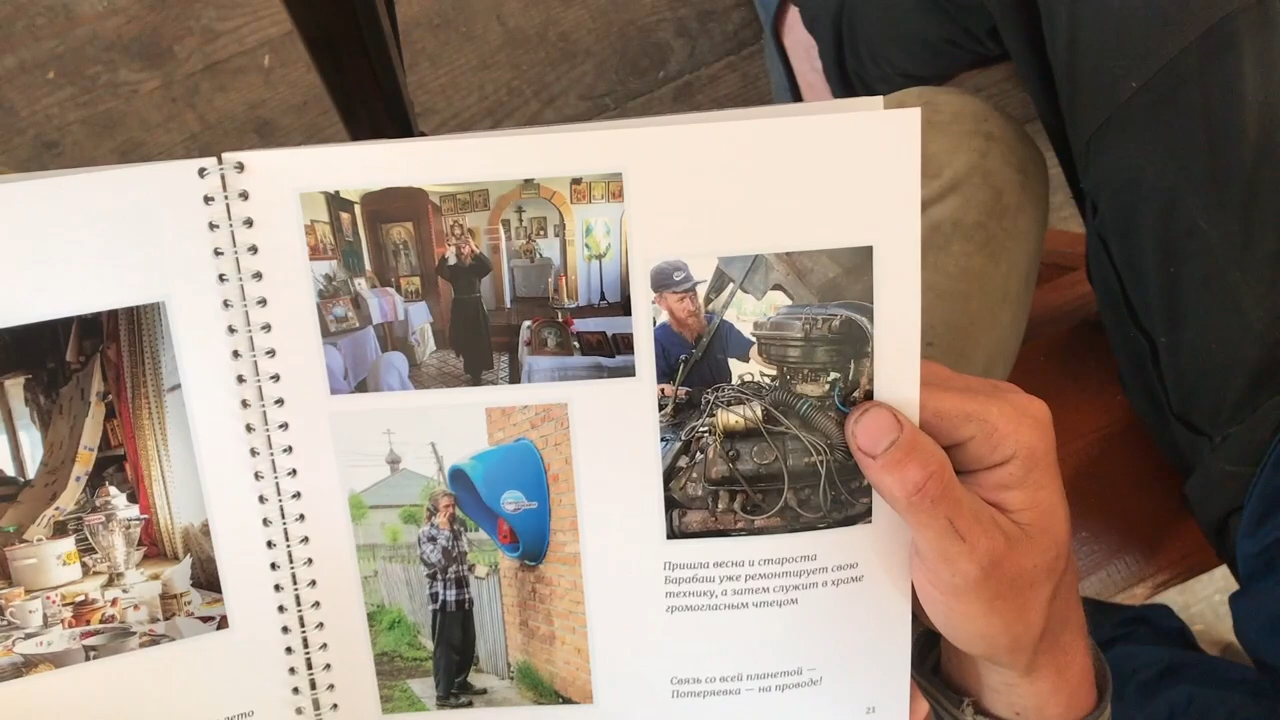 Пришла весна и староста
Барабаш уже ремонтирует свою
технику, а затем служит в храме
громогласным чтецом
Связь со всей планетой —
Потеряевка — на проводе!
21